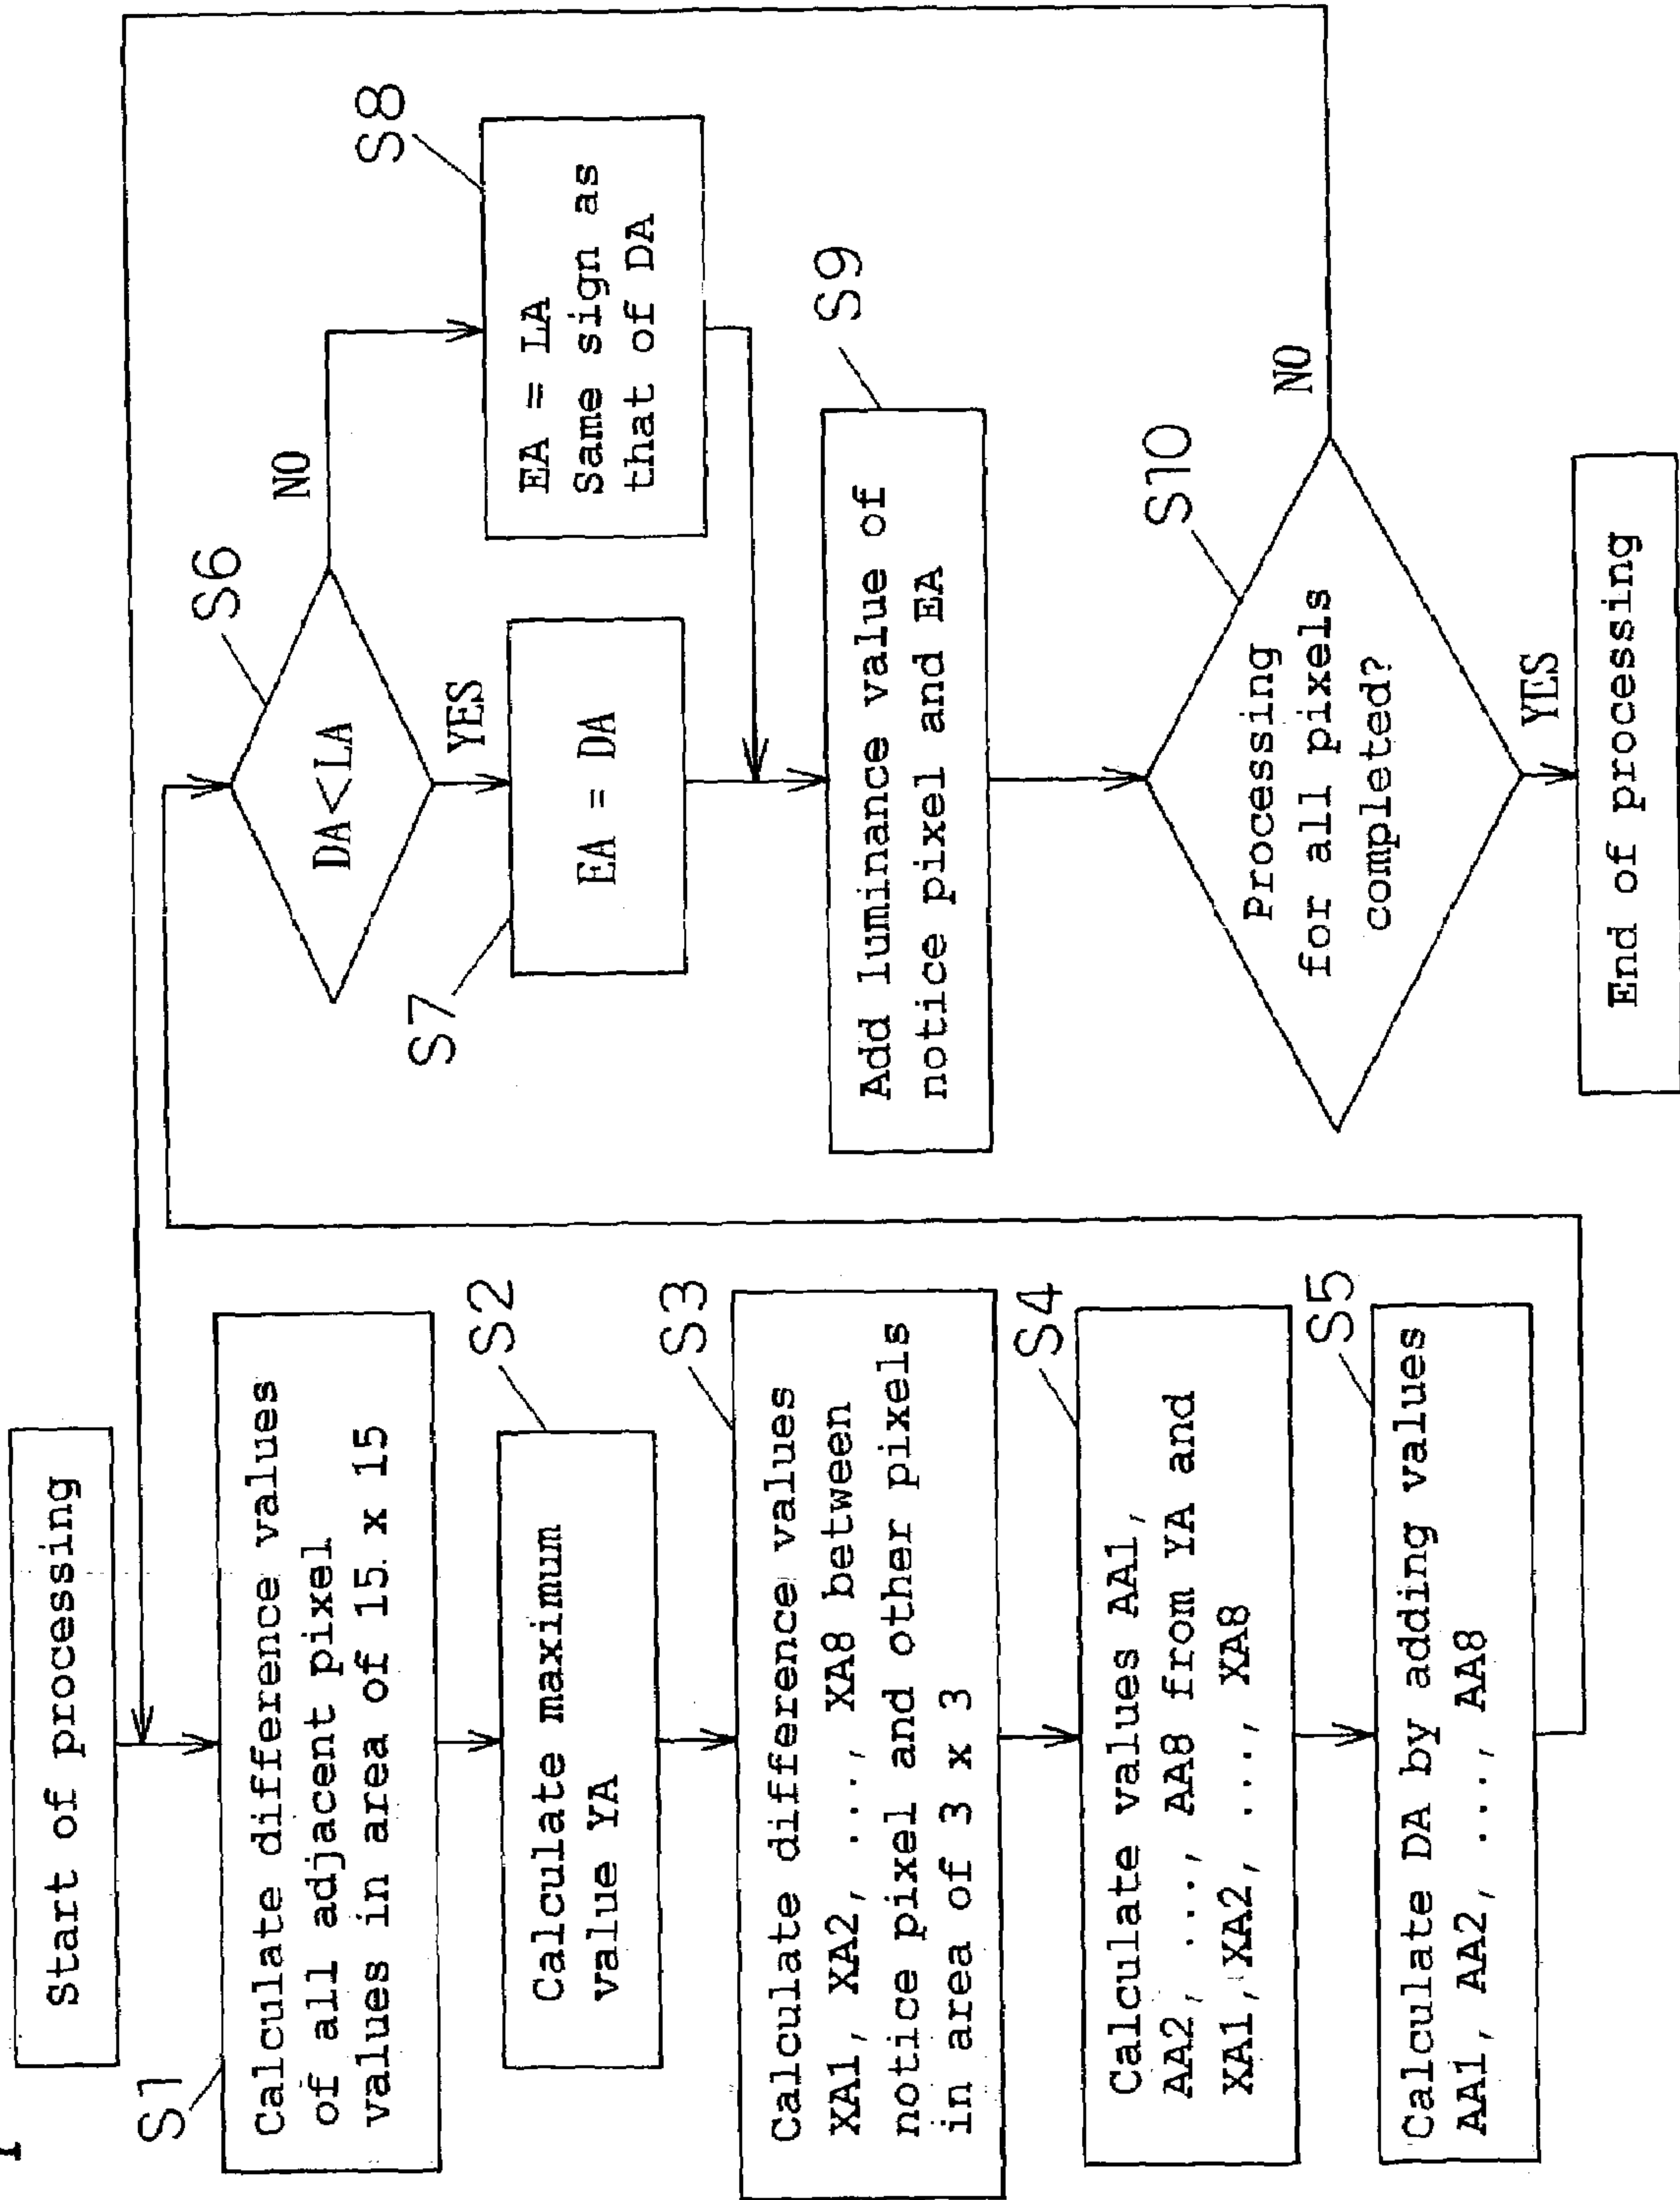 Start of processing
S1
Calculate difference values
of all adjacent pixel
values in area of 15 x 15
S2
Calculate maximum
value YA
S3
Calculate difference values
XA1, XA2, ..., XA8 between
notice pixel and other pixels
in area of 3 x 3
S4
Calculate values AA1,
AA2, ..., AA8 from YA and
XA1, XA2, ..., XA8
S5
Calculate DA by adding values
AA1, AA2, ..., AA8
S6
DA<LA
NO
YES
S7
EA = DA
S8
EA = LA
Same sign as
that of DA
S9
Add luminance value of
notice pixel and EA
S10
Processing
for all pixels
completed?
NO
YES
End of processing